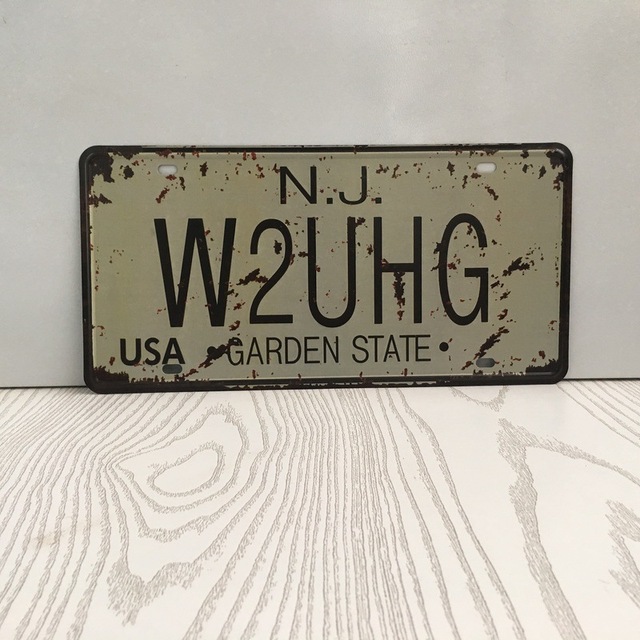 N.J.
W2UHG
USA • GARDEN STATE •